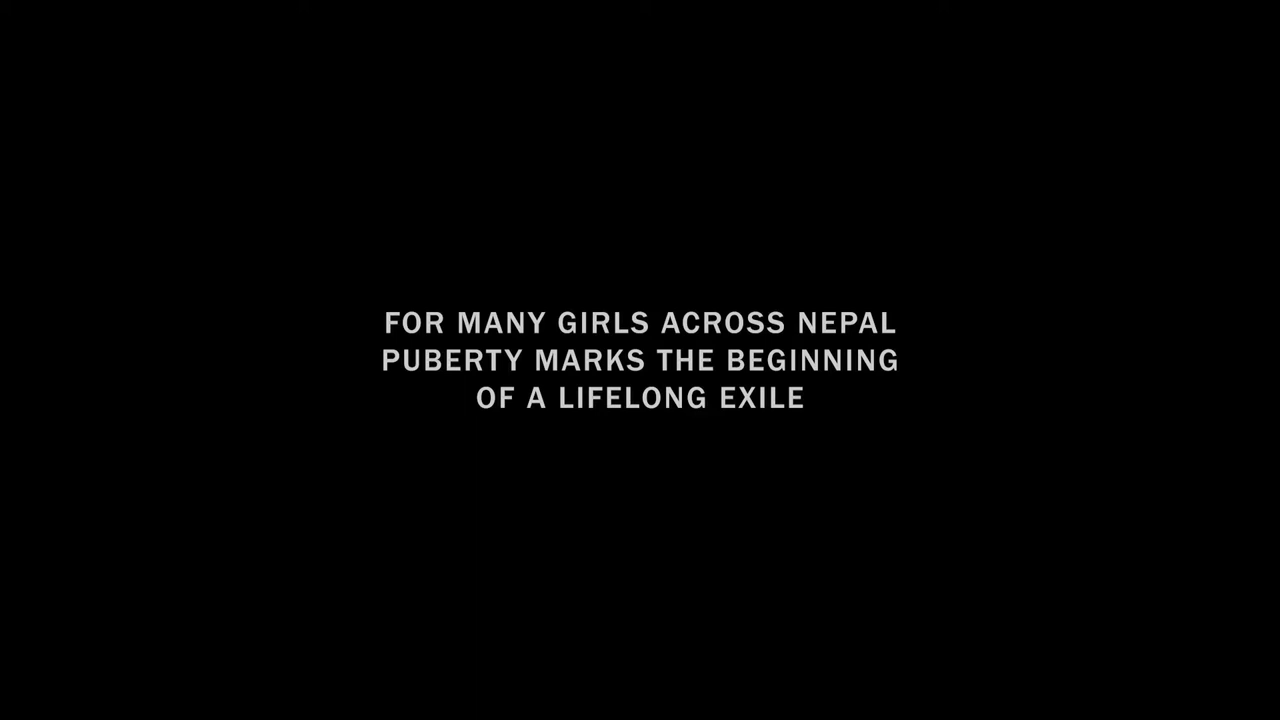 FOR MANY GIRLS ACROSS NEPAL
PUBERTY MARKS THE BEGINNING
OF A LIFELONG EXILE